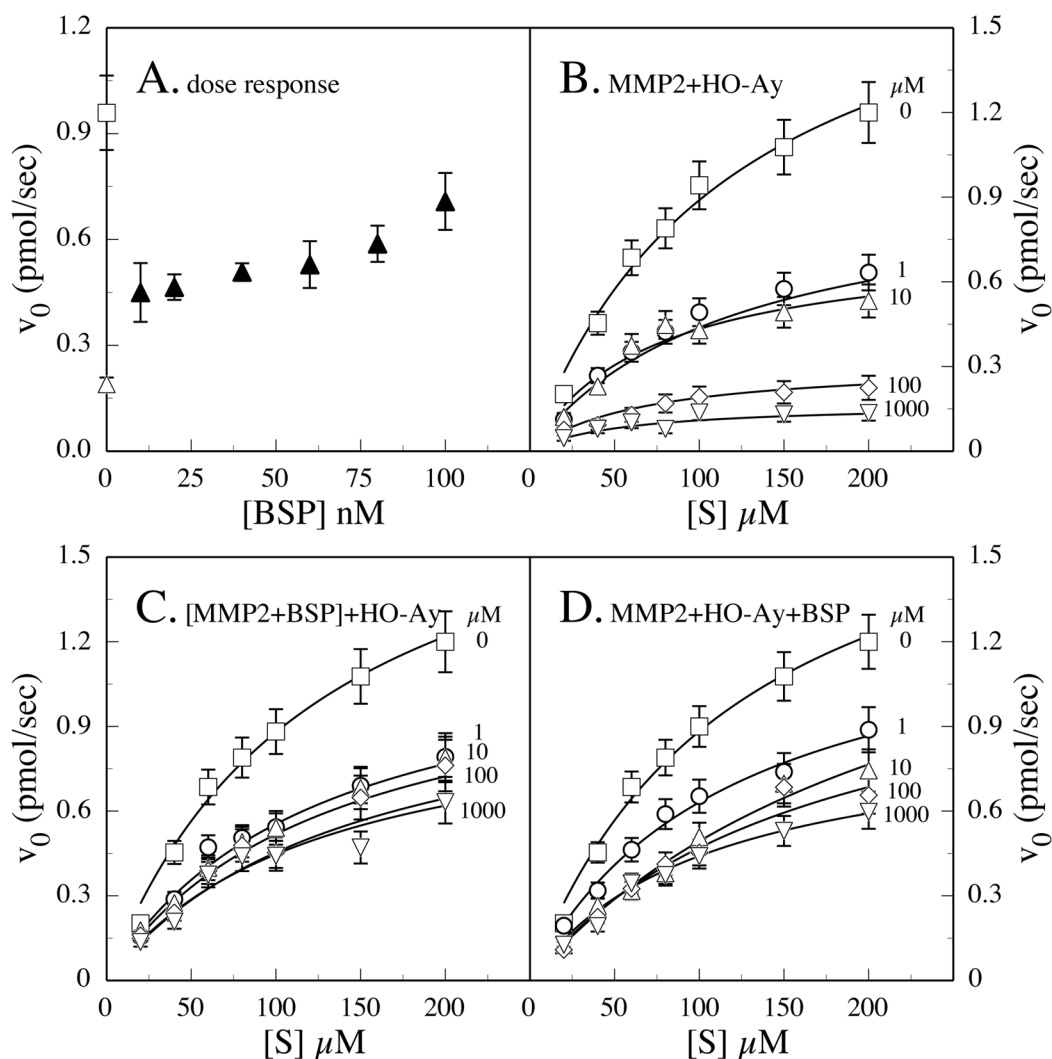 1.2
0.9
0.6
0.3
0.0
v0 (pmol/sec)
A. dose response
0 25 50 75 100
[BSP] nM
B. MMP2+HO-Ay
µM
0
1
10
100
1000
0 50 100 150 200
[S] µM
1.5
1.2
0.9
0.6
0.3
0
v0 (pmol/sec)
1.5
1.2
0.9
0.6
0.3
0
v0 (pmol/sec)
C. [MMP2+BSP]+HO-Ay
µM
0
1
10
100
1000
0 50 100 150 200
[S] µM
D. MMP2+HO-Ay+BSP
µM
0
1
10
100
1000
0 50 100 150 200
[S] µM
1.5
1.2
0.9
0.6
0.3
0
v0 (pmol/sec)